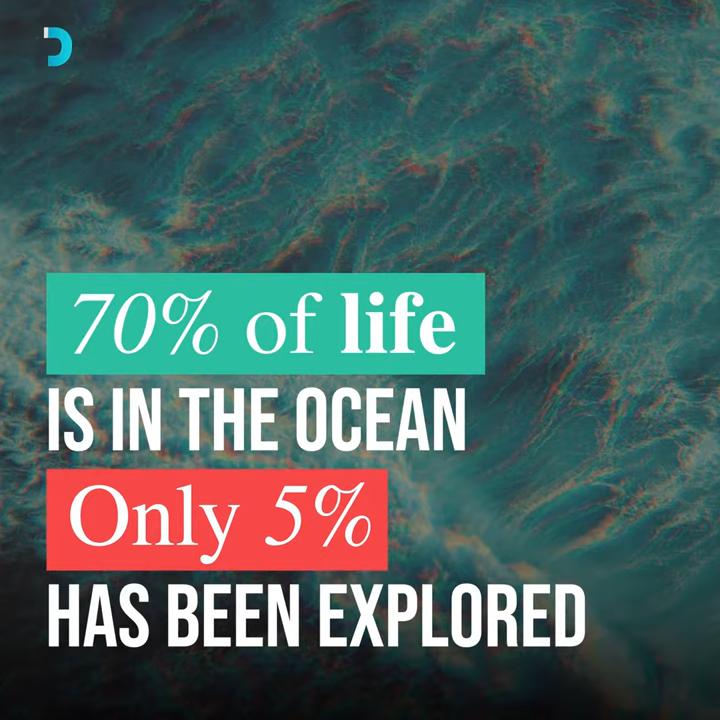 70% of life
IS IN THE OCEAN
Only 5%
HAS BEEN EXPLORED